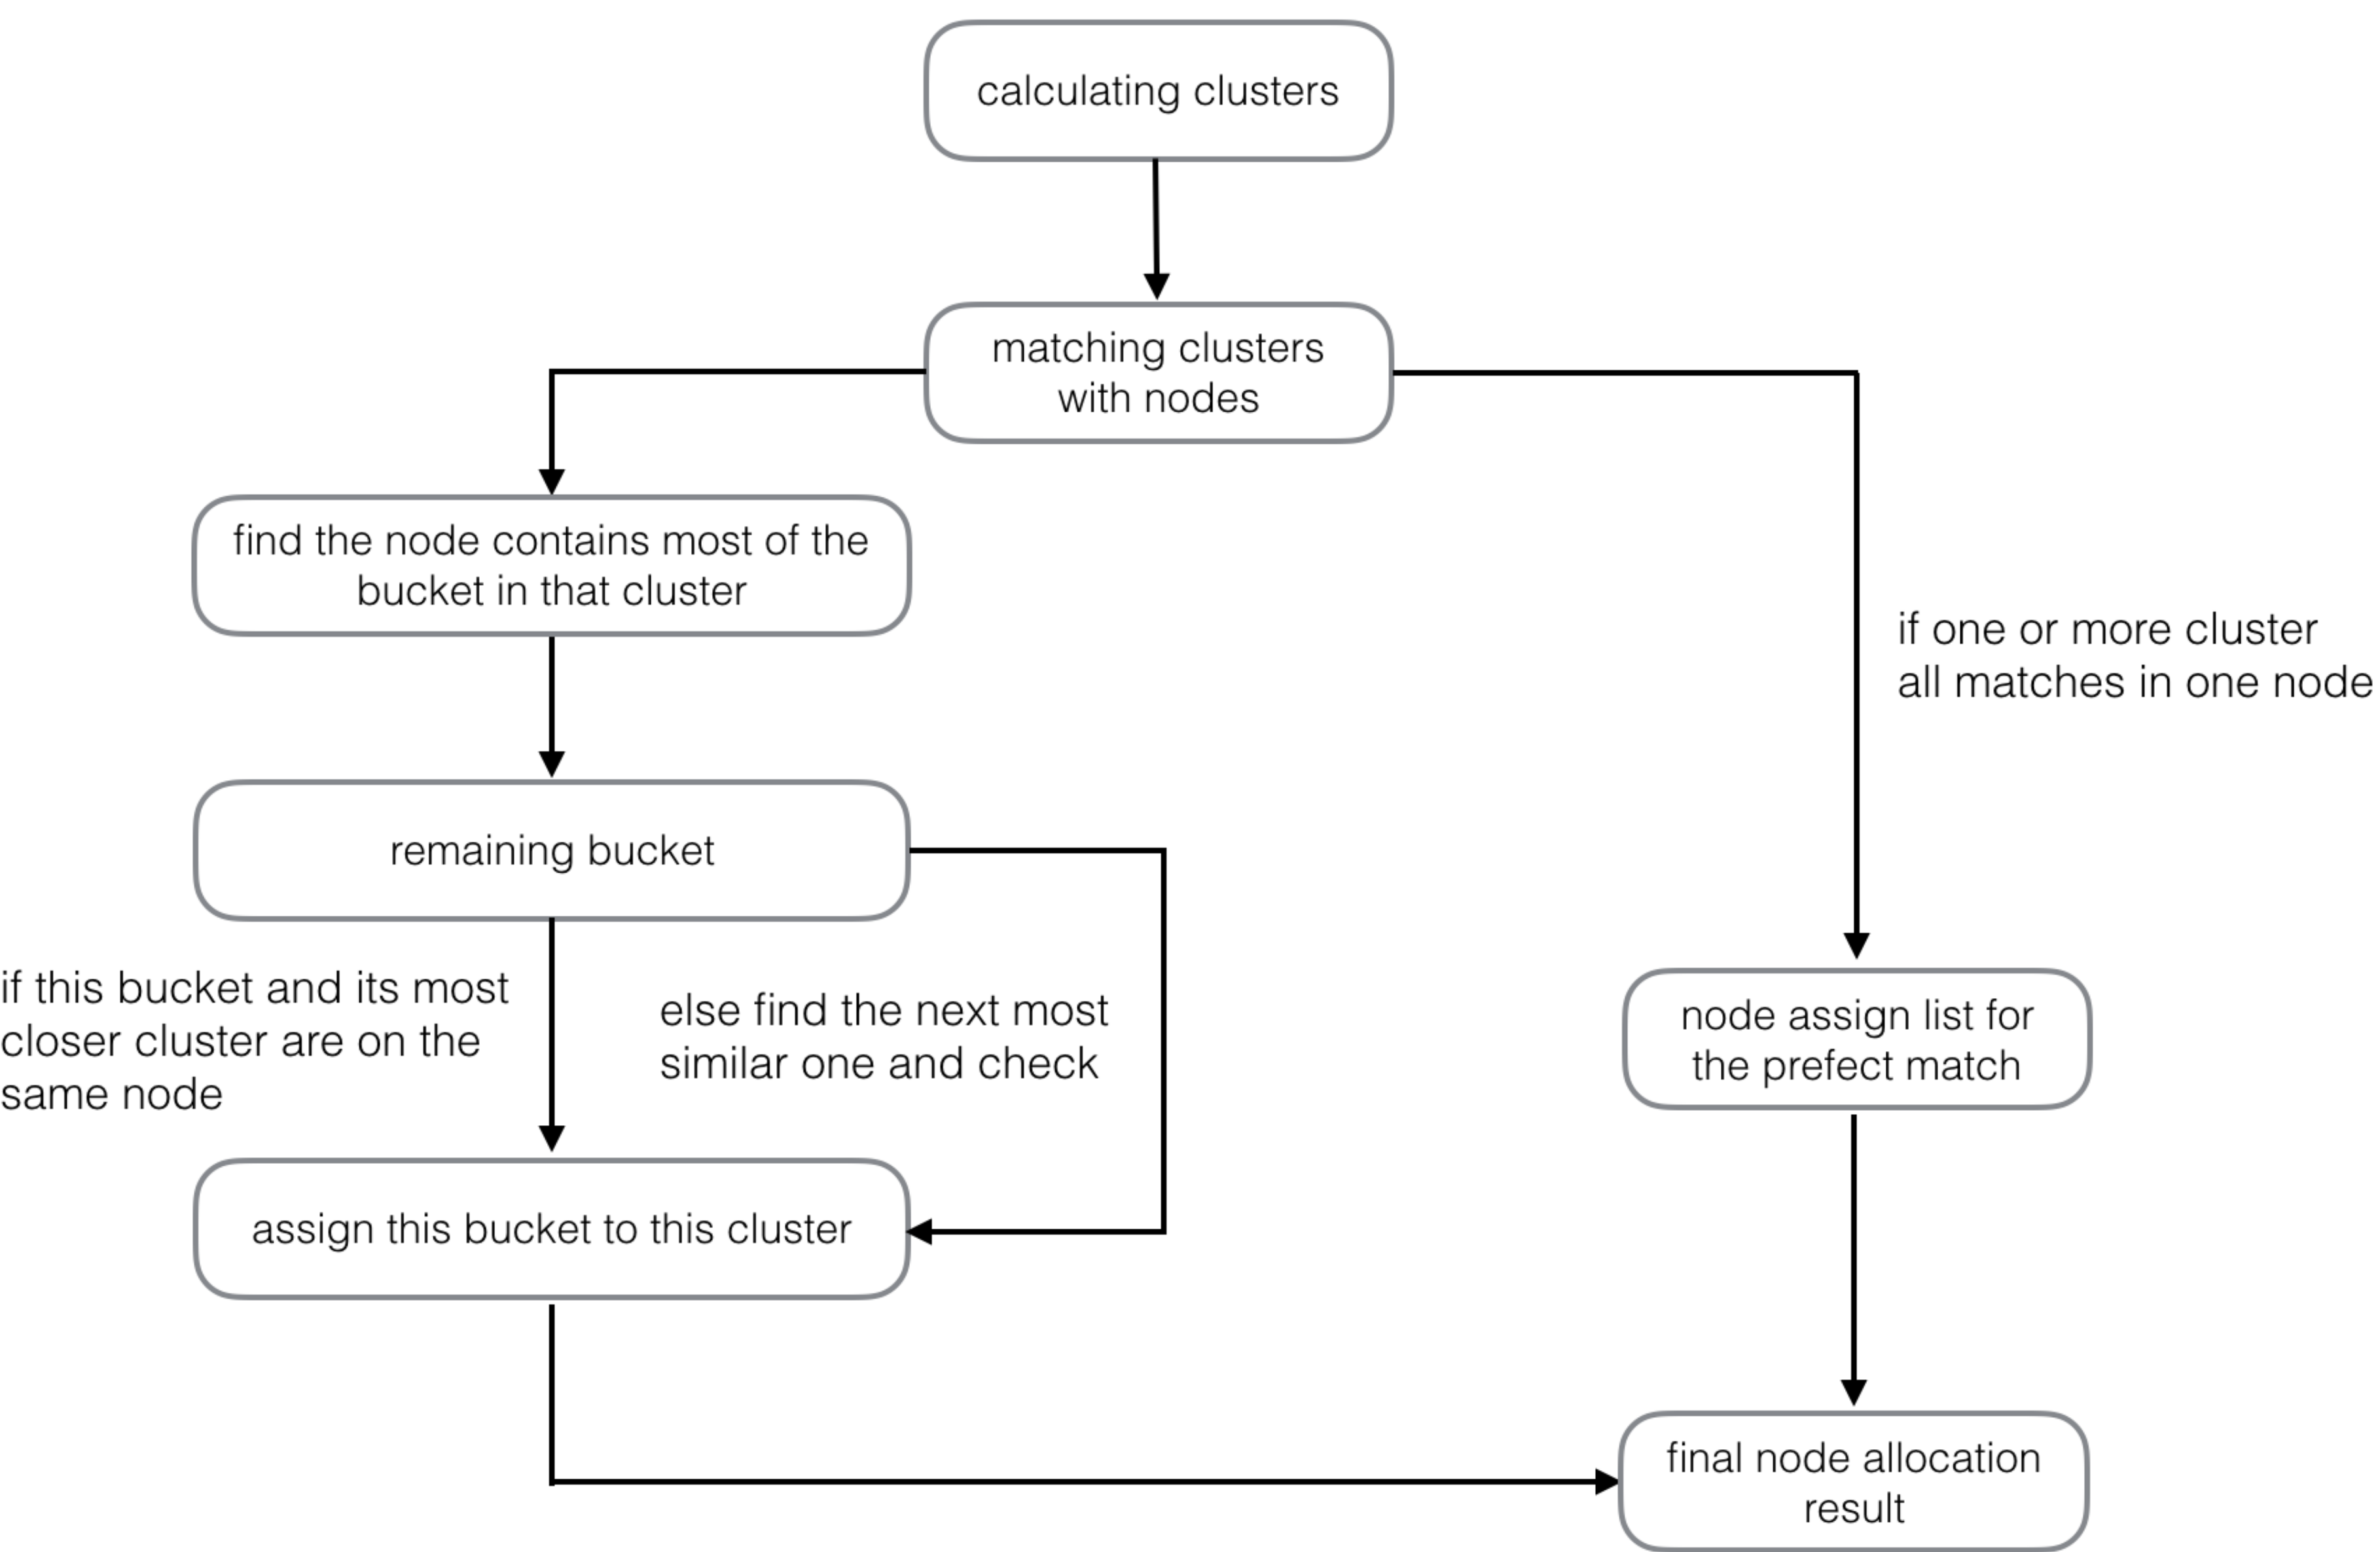 calculating clusters
matching clusters
with nodes
find the node contains most of the
bucket in that cluster
if one or more cluster
all matches in one node
remaining bucket
if this bucket and its most
closer cluster are on the
same node
else find the next most
similar one and check
node assign list for
the prefect match
assign this bucket to this cluster
final node allocation
result